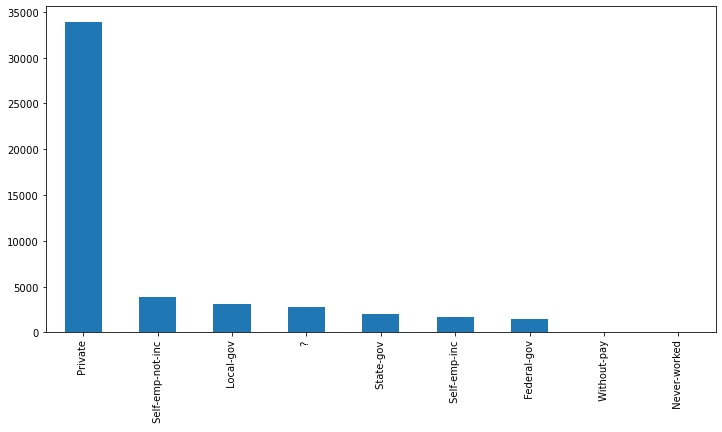 35000
30000
25000
20000
15000
10000
5000
0
Private
Self-emp-not-inc
Local-gov
?
State-gov
Self-emp-inc
Federal-gov
Without-pay
Never-worked